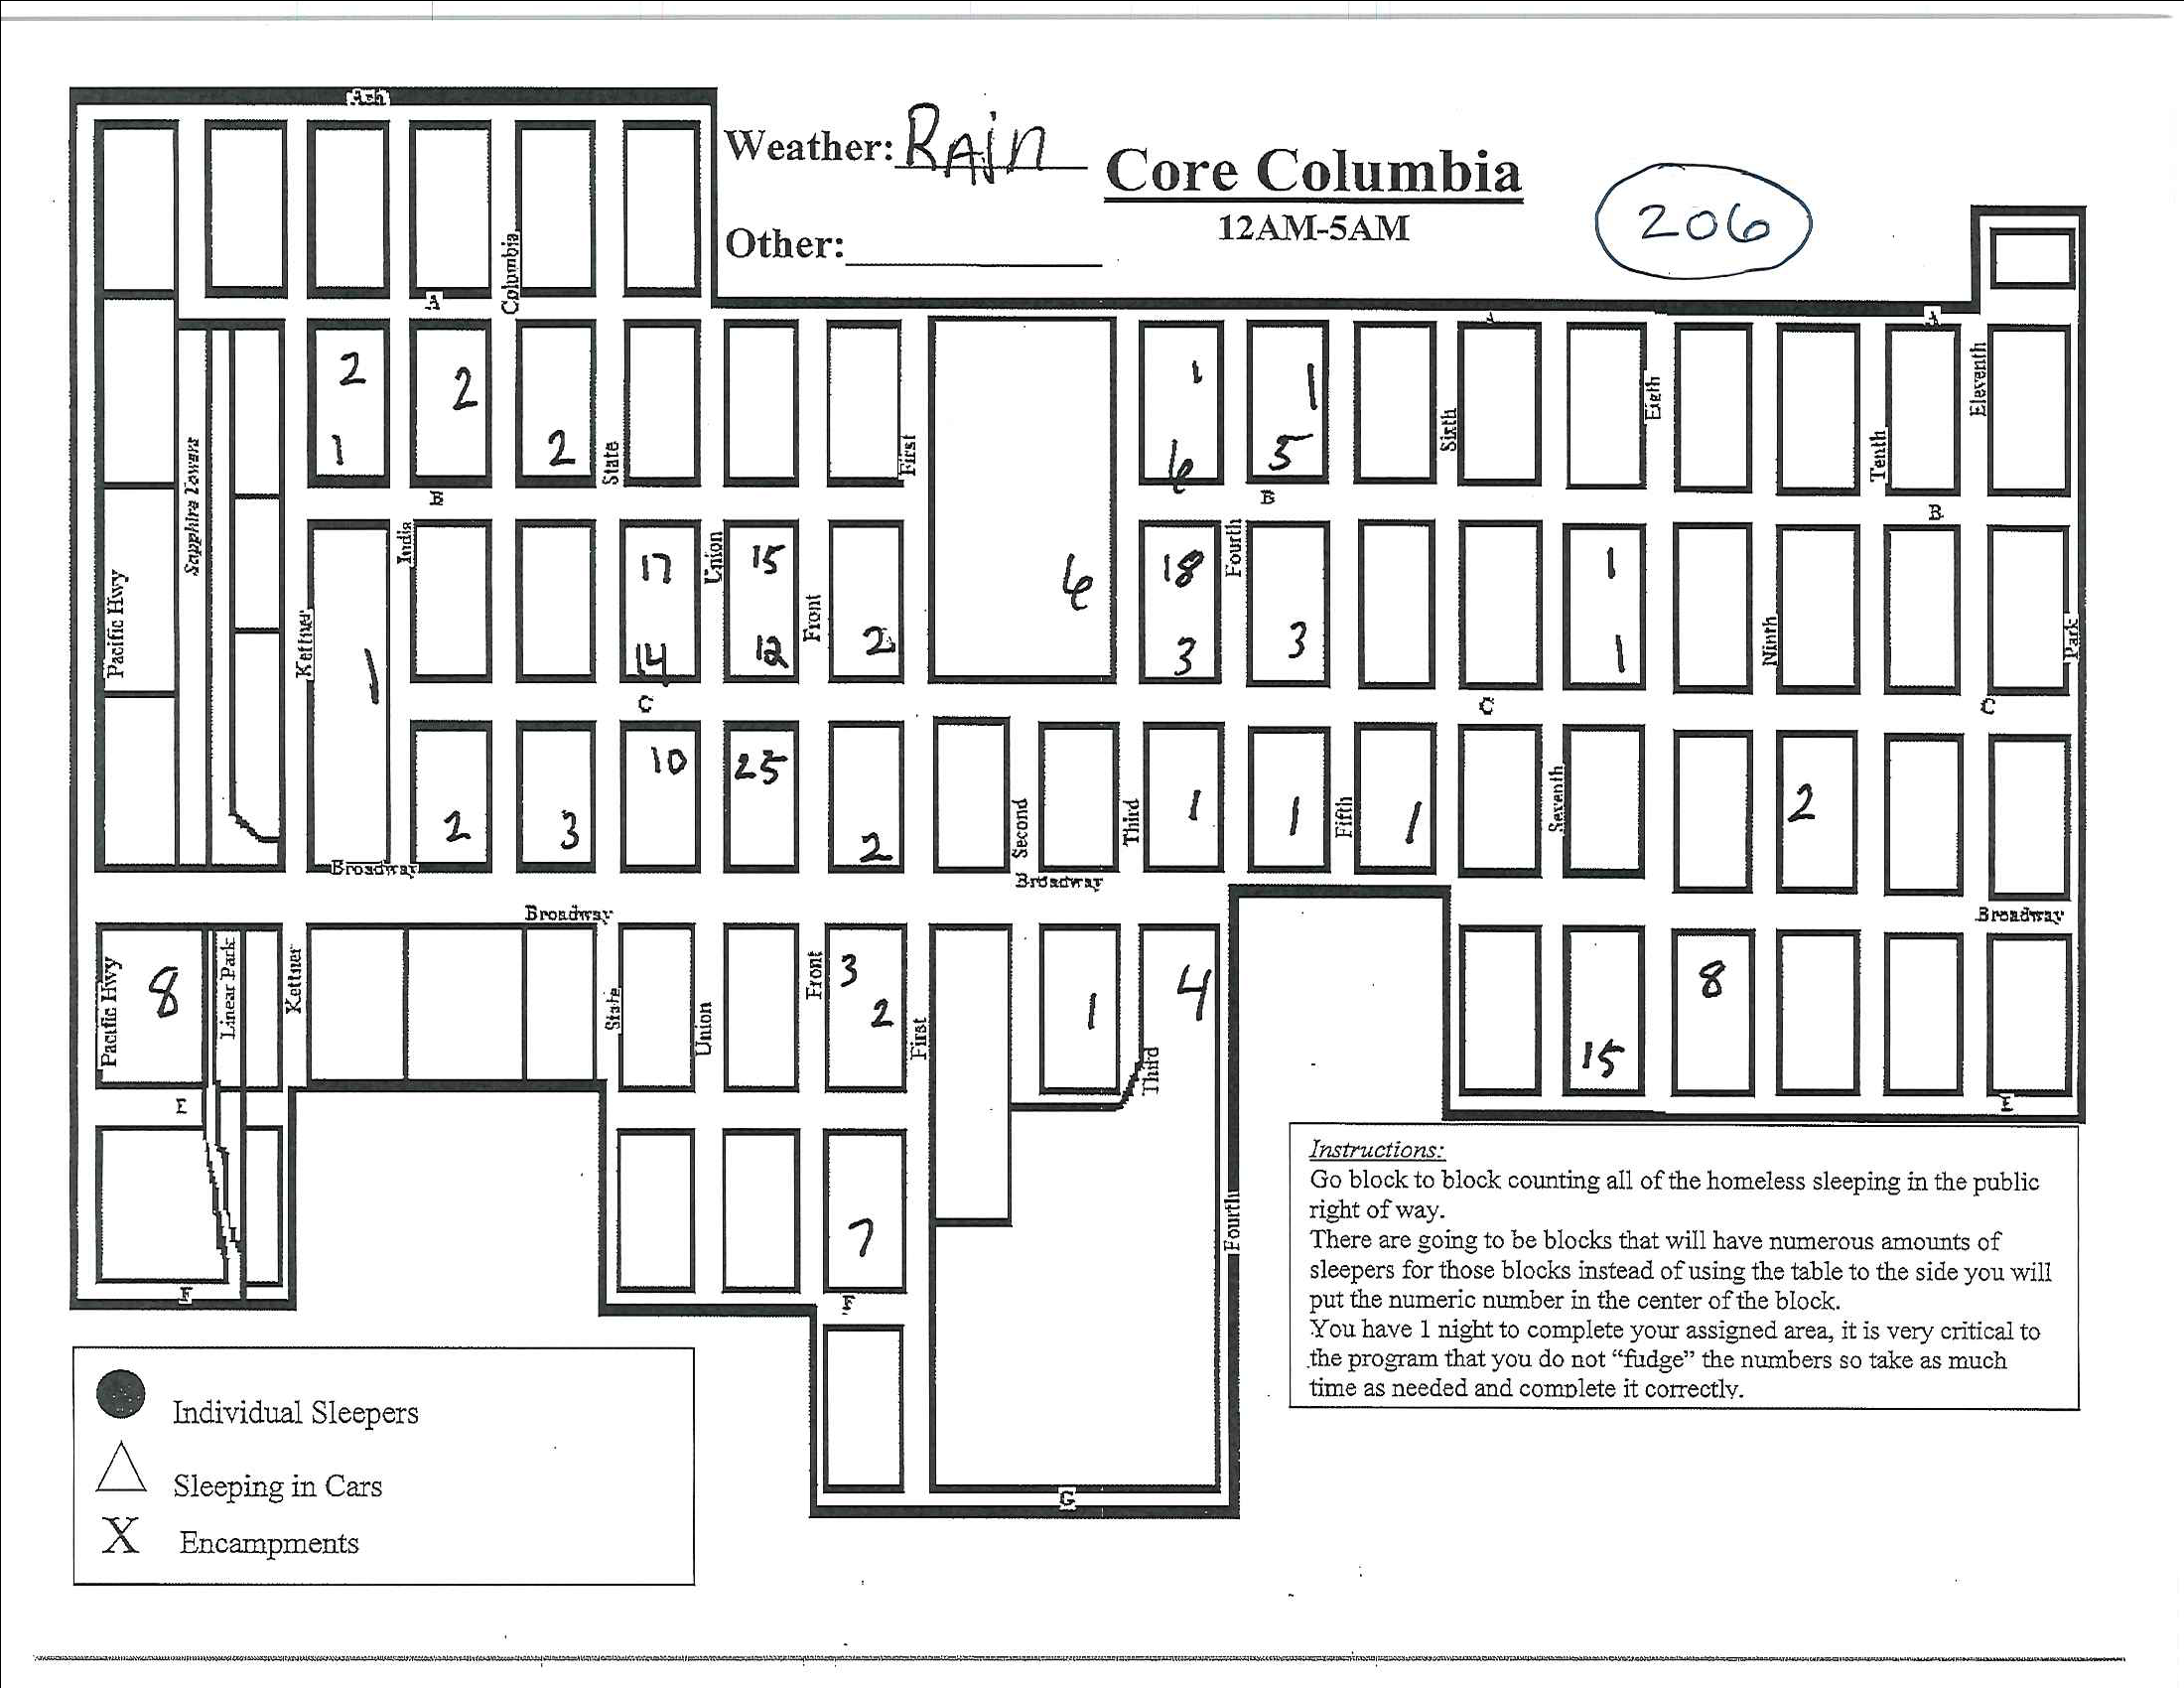 Ash
Weather: RAIN
Core Columbia
12AM-5AM
206
Other:
Columbia
A
A
A
2
1
2
2
State
First
1
6
1
5
Sixth
Eigth
Tenth
Eleventh
Sapphire Towers
B
B
B
Pacific Hwy
Kettner
1
India
17
14
Union
15
12
Front
2
6
18
3
Fourth
3
1
1
Ninth
Park
C
C
C
2
3
10
25
2
Second
Third
1
1
Fifth
1
Seventh
2
Broadway
Broadway
Broadway
Broadway
Pacific Hwy
8
Linear Park
Kettner
State
Union
Front
3
2
First
1
Third
4
15
8
E
E
7
Fourth
F
F
G
Instructions:
Go block to block counting all of the homeless sleeping in the public
right of way.
There are going to be blocks that will have numerous amounts of
sleepers for those blocks instead of using the table to the side you will
put the numeric number in the center of the block.
You have 1 night to complete your assigned area, it is very critical to
the program that you do not “fudge” the numbers so take as much
time as needed and complete it correctly.
Individual Sleepers
Sleeping in Cars
X Encampments